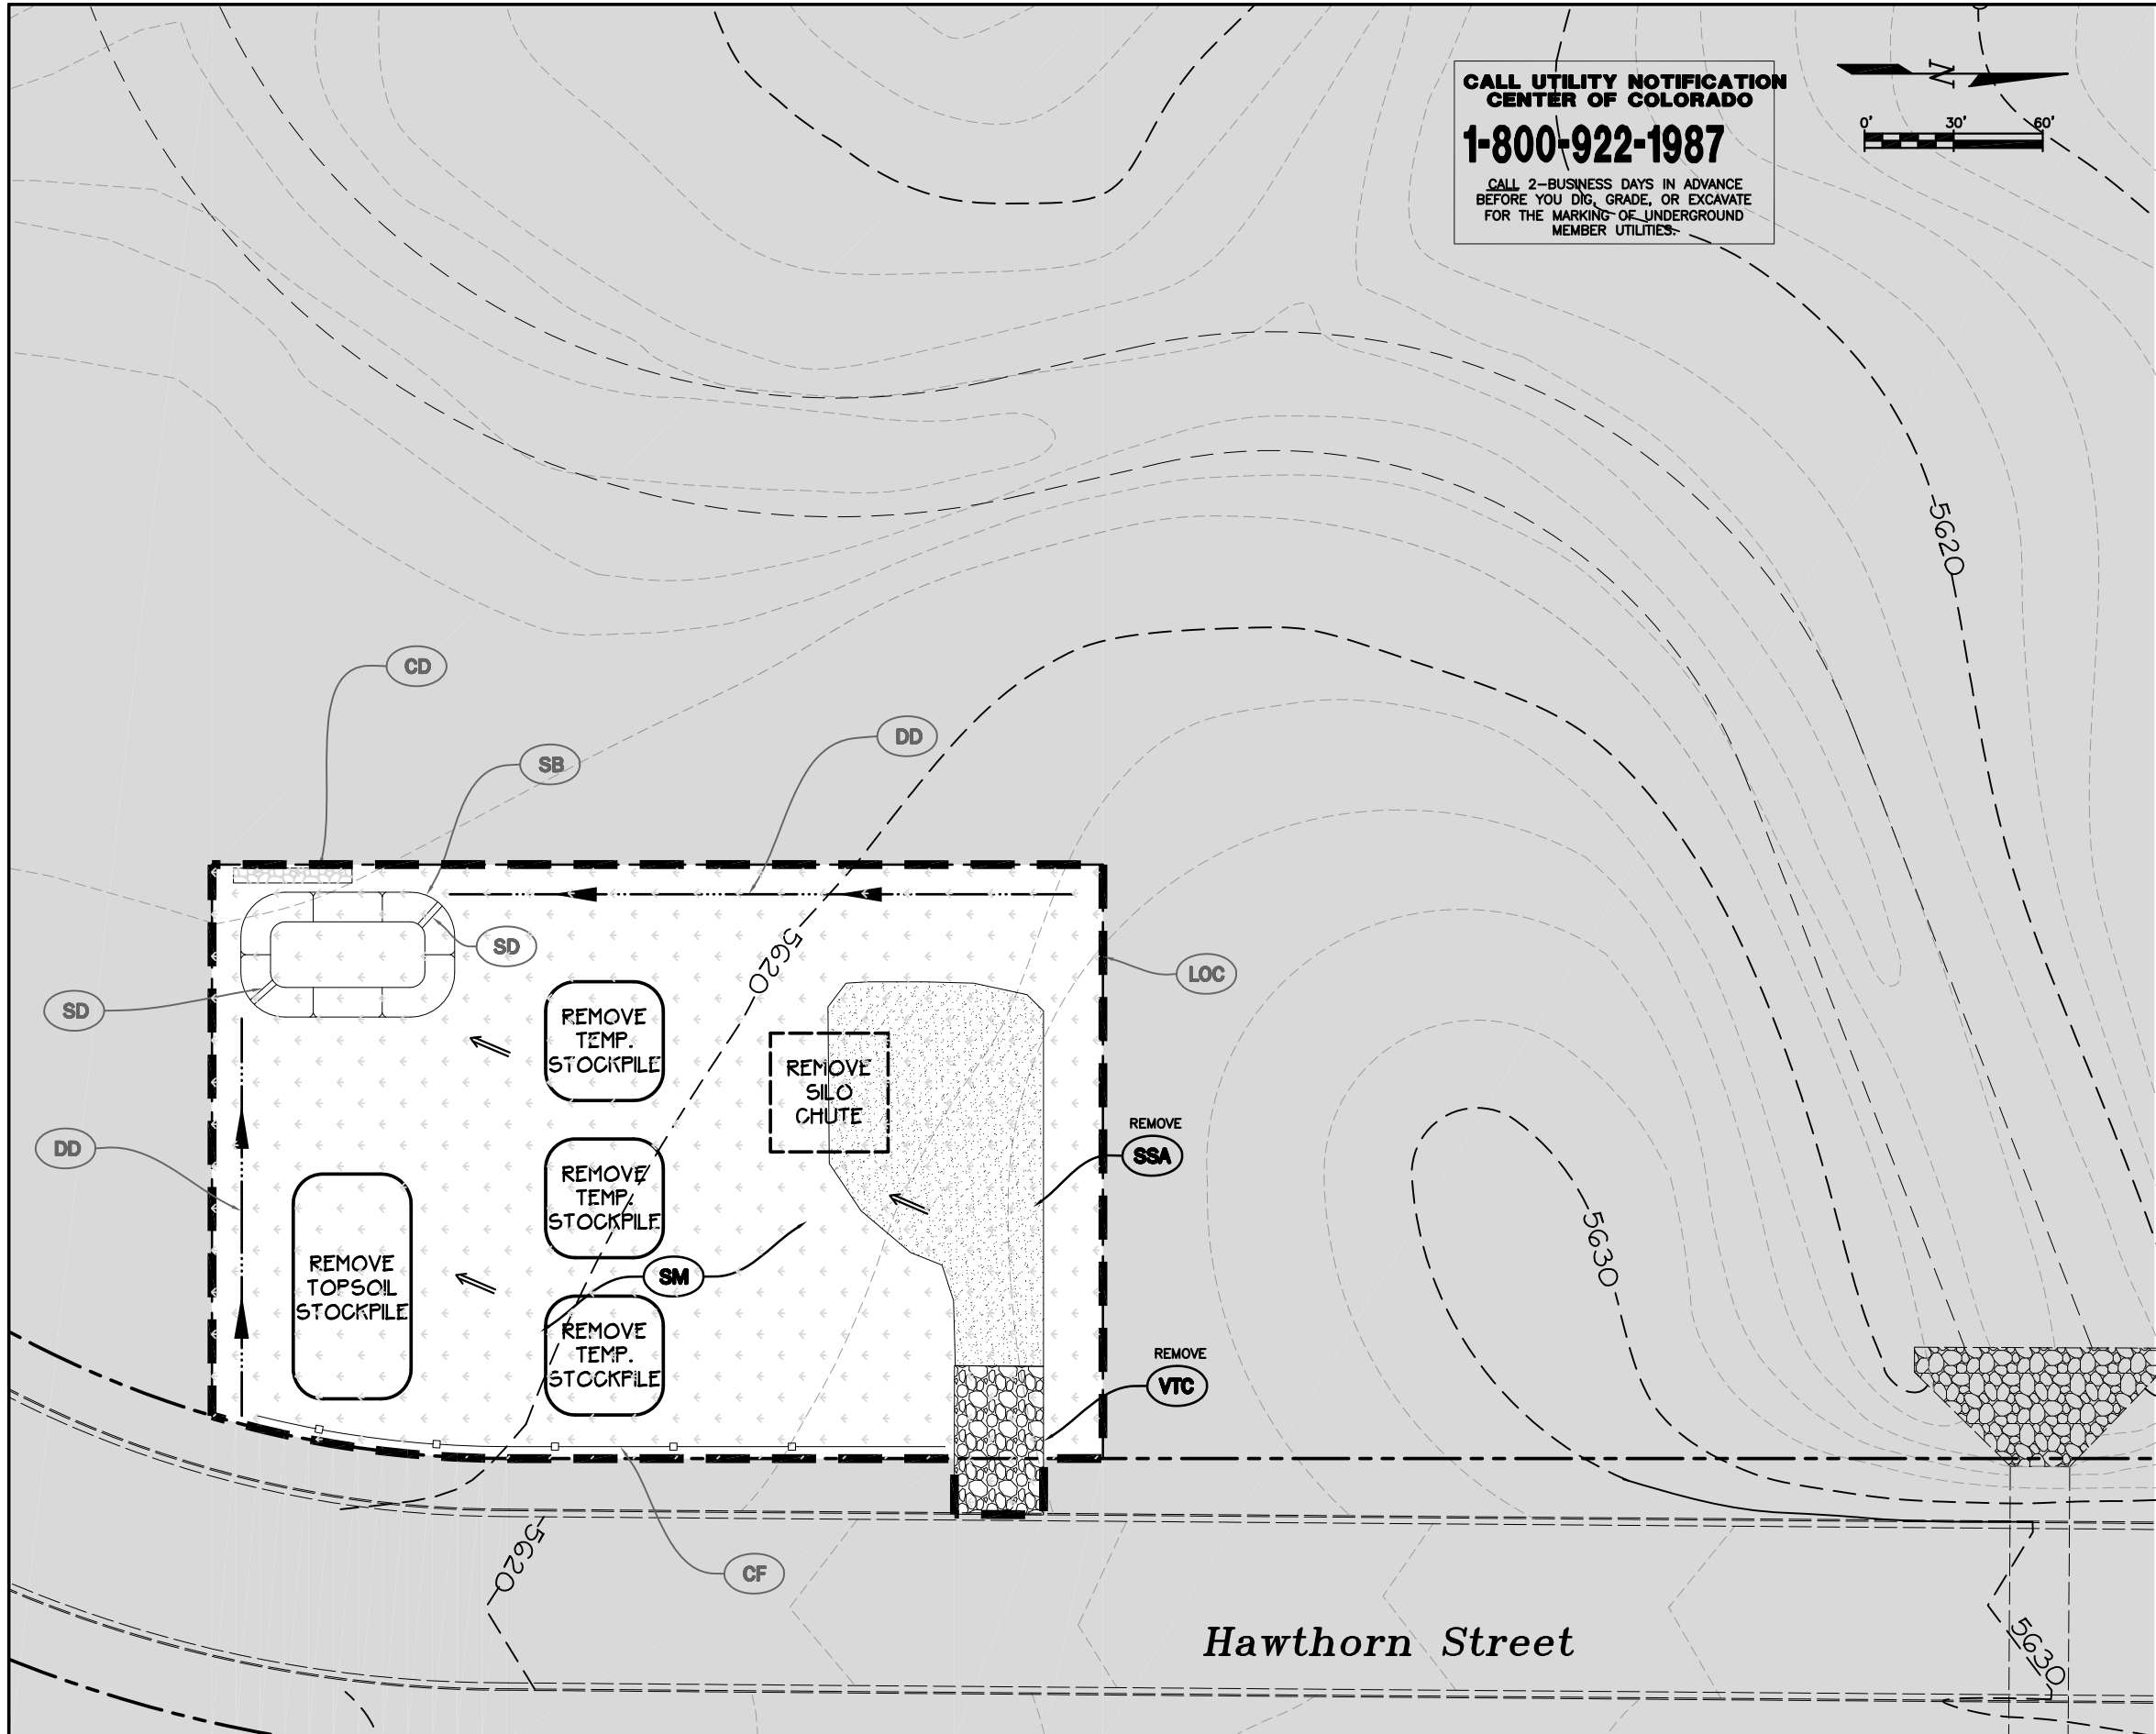 CALL UTILITY NOTIFICATION
CENTER OF COLORADO
1-800-922-1987
CALL 2-BUSINESS DAYS IN ADVANCE
BEFORE YOU DIG, GRADE, OR EXCAVATE
FOR THE MARKING OF UNDERGROUND
MEMBER UTILITIES.
N
0' 30' 60'
5620
CD
DD
SB
SD
5620
LOC
SD
REMOVE
TEMP.
STOCKPILE
REMOVE
SILO
CHUTE
REMOVE
SSA
DD
REMOVE
TEMP.
STOCKPILE
REMOVE
TOPSOIL
STOCKPILE
SM
5630
REMOVE
TEMP.
STOCKPILE
REMOVE
VTC
5620
CF
Hawthorn Street
5630